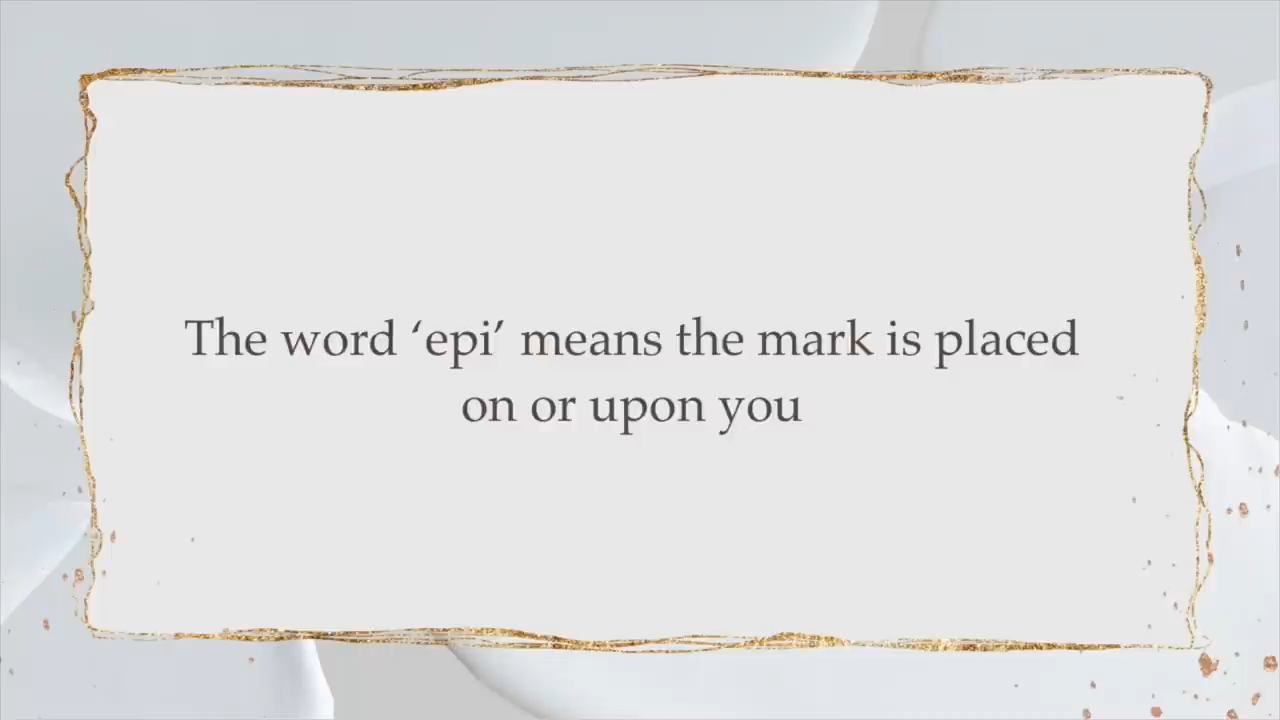 The word ‘epi’ means the mark is placed
on or upon you